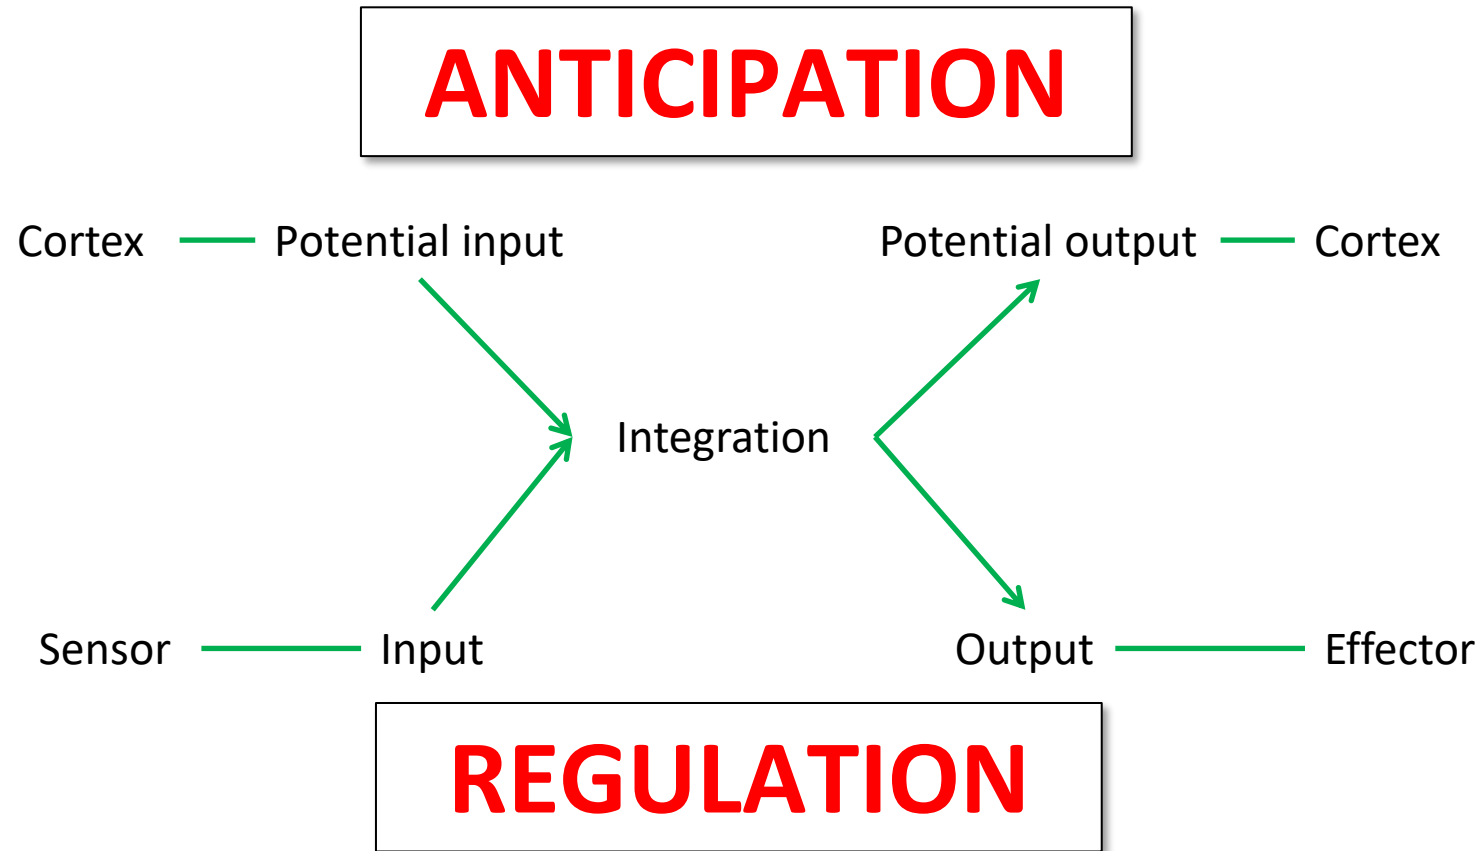 ANTICIPATION
Cortex Potential input Potential output Cortex
Integration
Sensor Input Output Effector
REGULATION